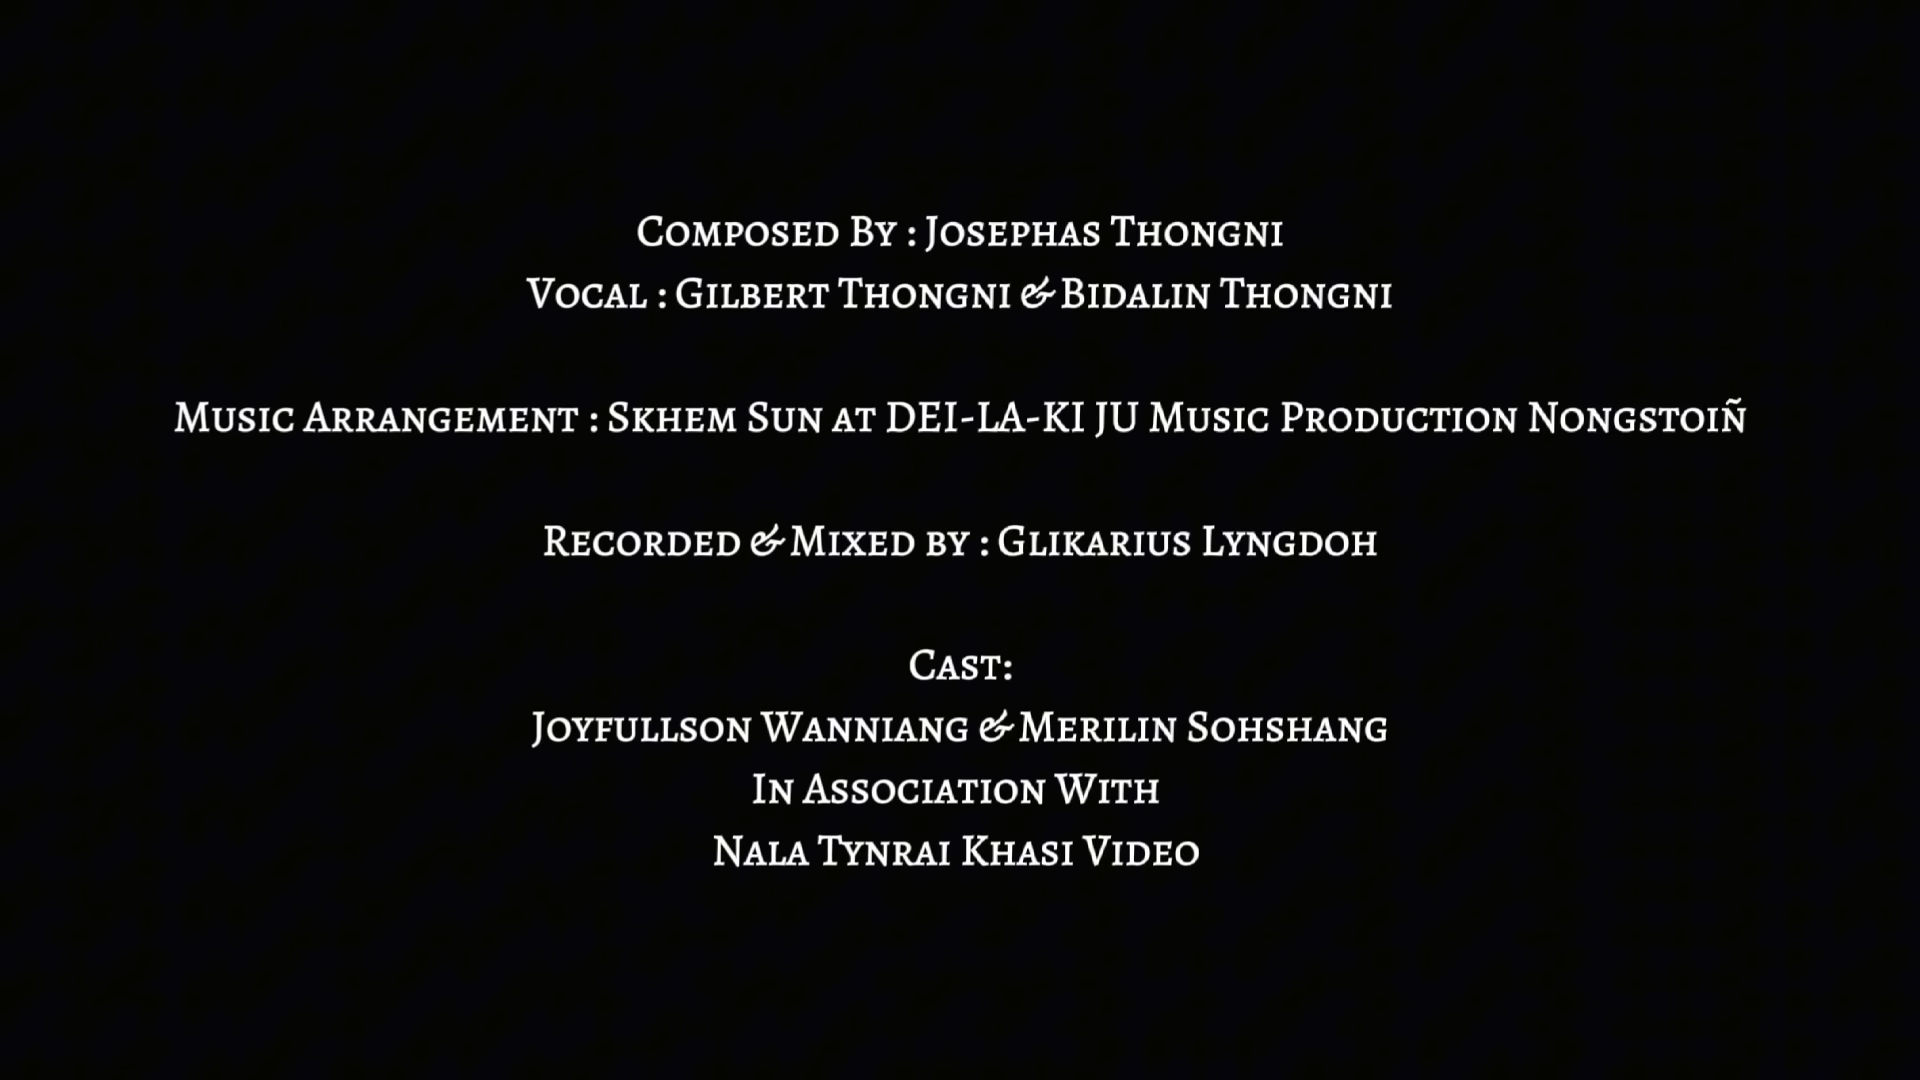 Composed By : Josephas Thongni
Vocal : Gilbert Thongni & Bidalin Thongni
Music Arrangement : Skhem Sun at DEI-LA-KI JU Music Production Nongstoiñ
Recorded & Mixed by : Glikarius Lyngdoh
Cast:
Joyfullson Wanniang & Merilin Sohshang
In Association With
Nala Tynrai Khasi Video